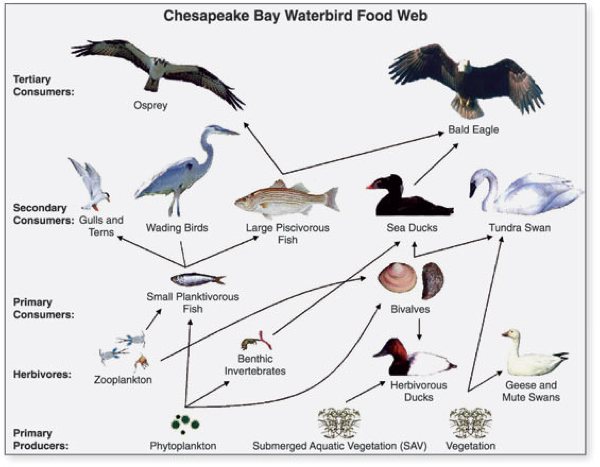 Chesapeake Bay Waterbird Food Web
Tertiary
Consumers:
Osprey
Bald Eagle
Secondary
Consumers:
Gulls and
Terns
Wading Birds
Large Piscivorous
Fish
Sea Ducks
Tundra Swan
Primary
Consumers:
Small Planktivorous
Fish
Bivalves
Herbivores:
Zooplankton
Benthic
Invertebrates
Herbivorous
Ducks
Geese and
Mute Swans
Primary
Producers:
Phytoplankton
Submerged Aquatic Vegetation (SAV)
Vegetation